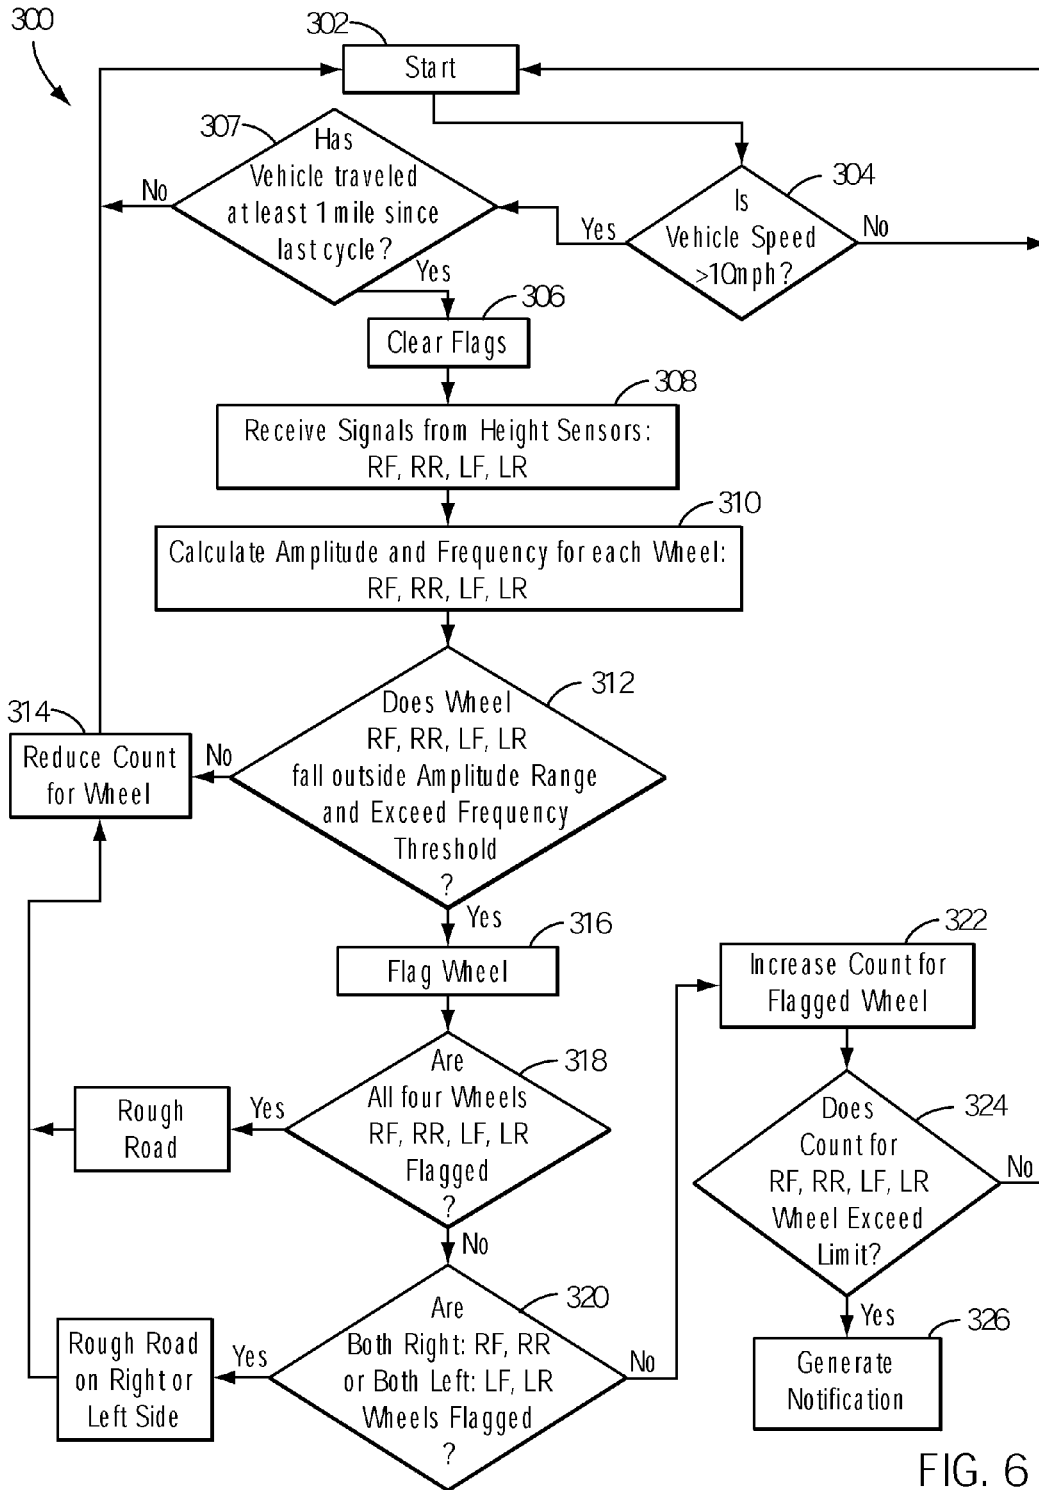 300
302
Start
307
Has
Vehicle traveled
at least 1 mile since
last cycle?
No
Yes
304
Is
Vehicle Speed
>10mph?
Yes
No
306
Clear Flags
308
Receive Signals from Height Sensors:
RF, RR, LF, LR
310
Calculate Amplitude and Frequency for each Wheel:
RF, RR, LF, LR
312
Does Wheel
RF, RR, LF, LR
fall outside Amplitude Range
and Exceed Frequency
Threshold
?
No
Yes
314
Reduce Count
for Wheel
316
Flag Wheel
318
Are
All four Wheels
RF, RR, LF, LR
Flagged
?
Yes
No
Rough
Road
320
Are
Both Right: RF, RR
or Both Left: LF, LR
Wheels Flagged
?
Yes
No
Rough Road
on Right or
Left Side
322
Increase Count for
Flagged Wheel
324
Does
Count for
RF, RR, LF, LR
Wheel Exceed
Limit?
No
Yes
326
Generate
Notification
FIG. 6